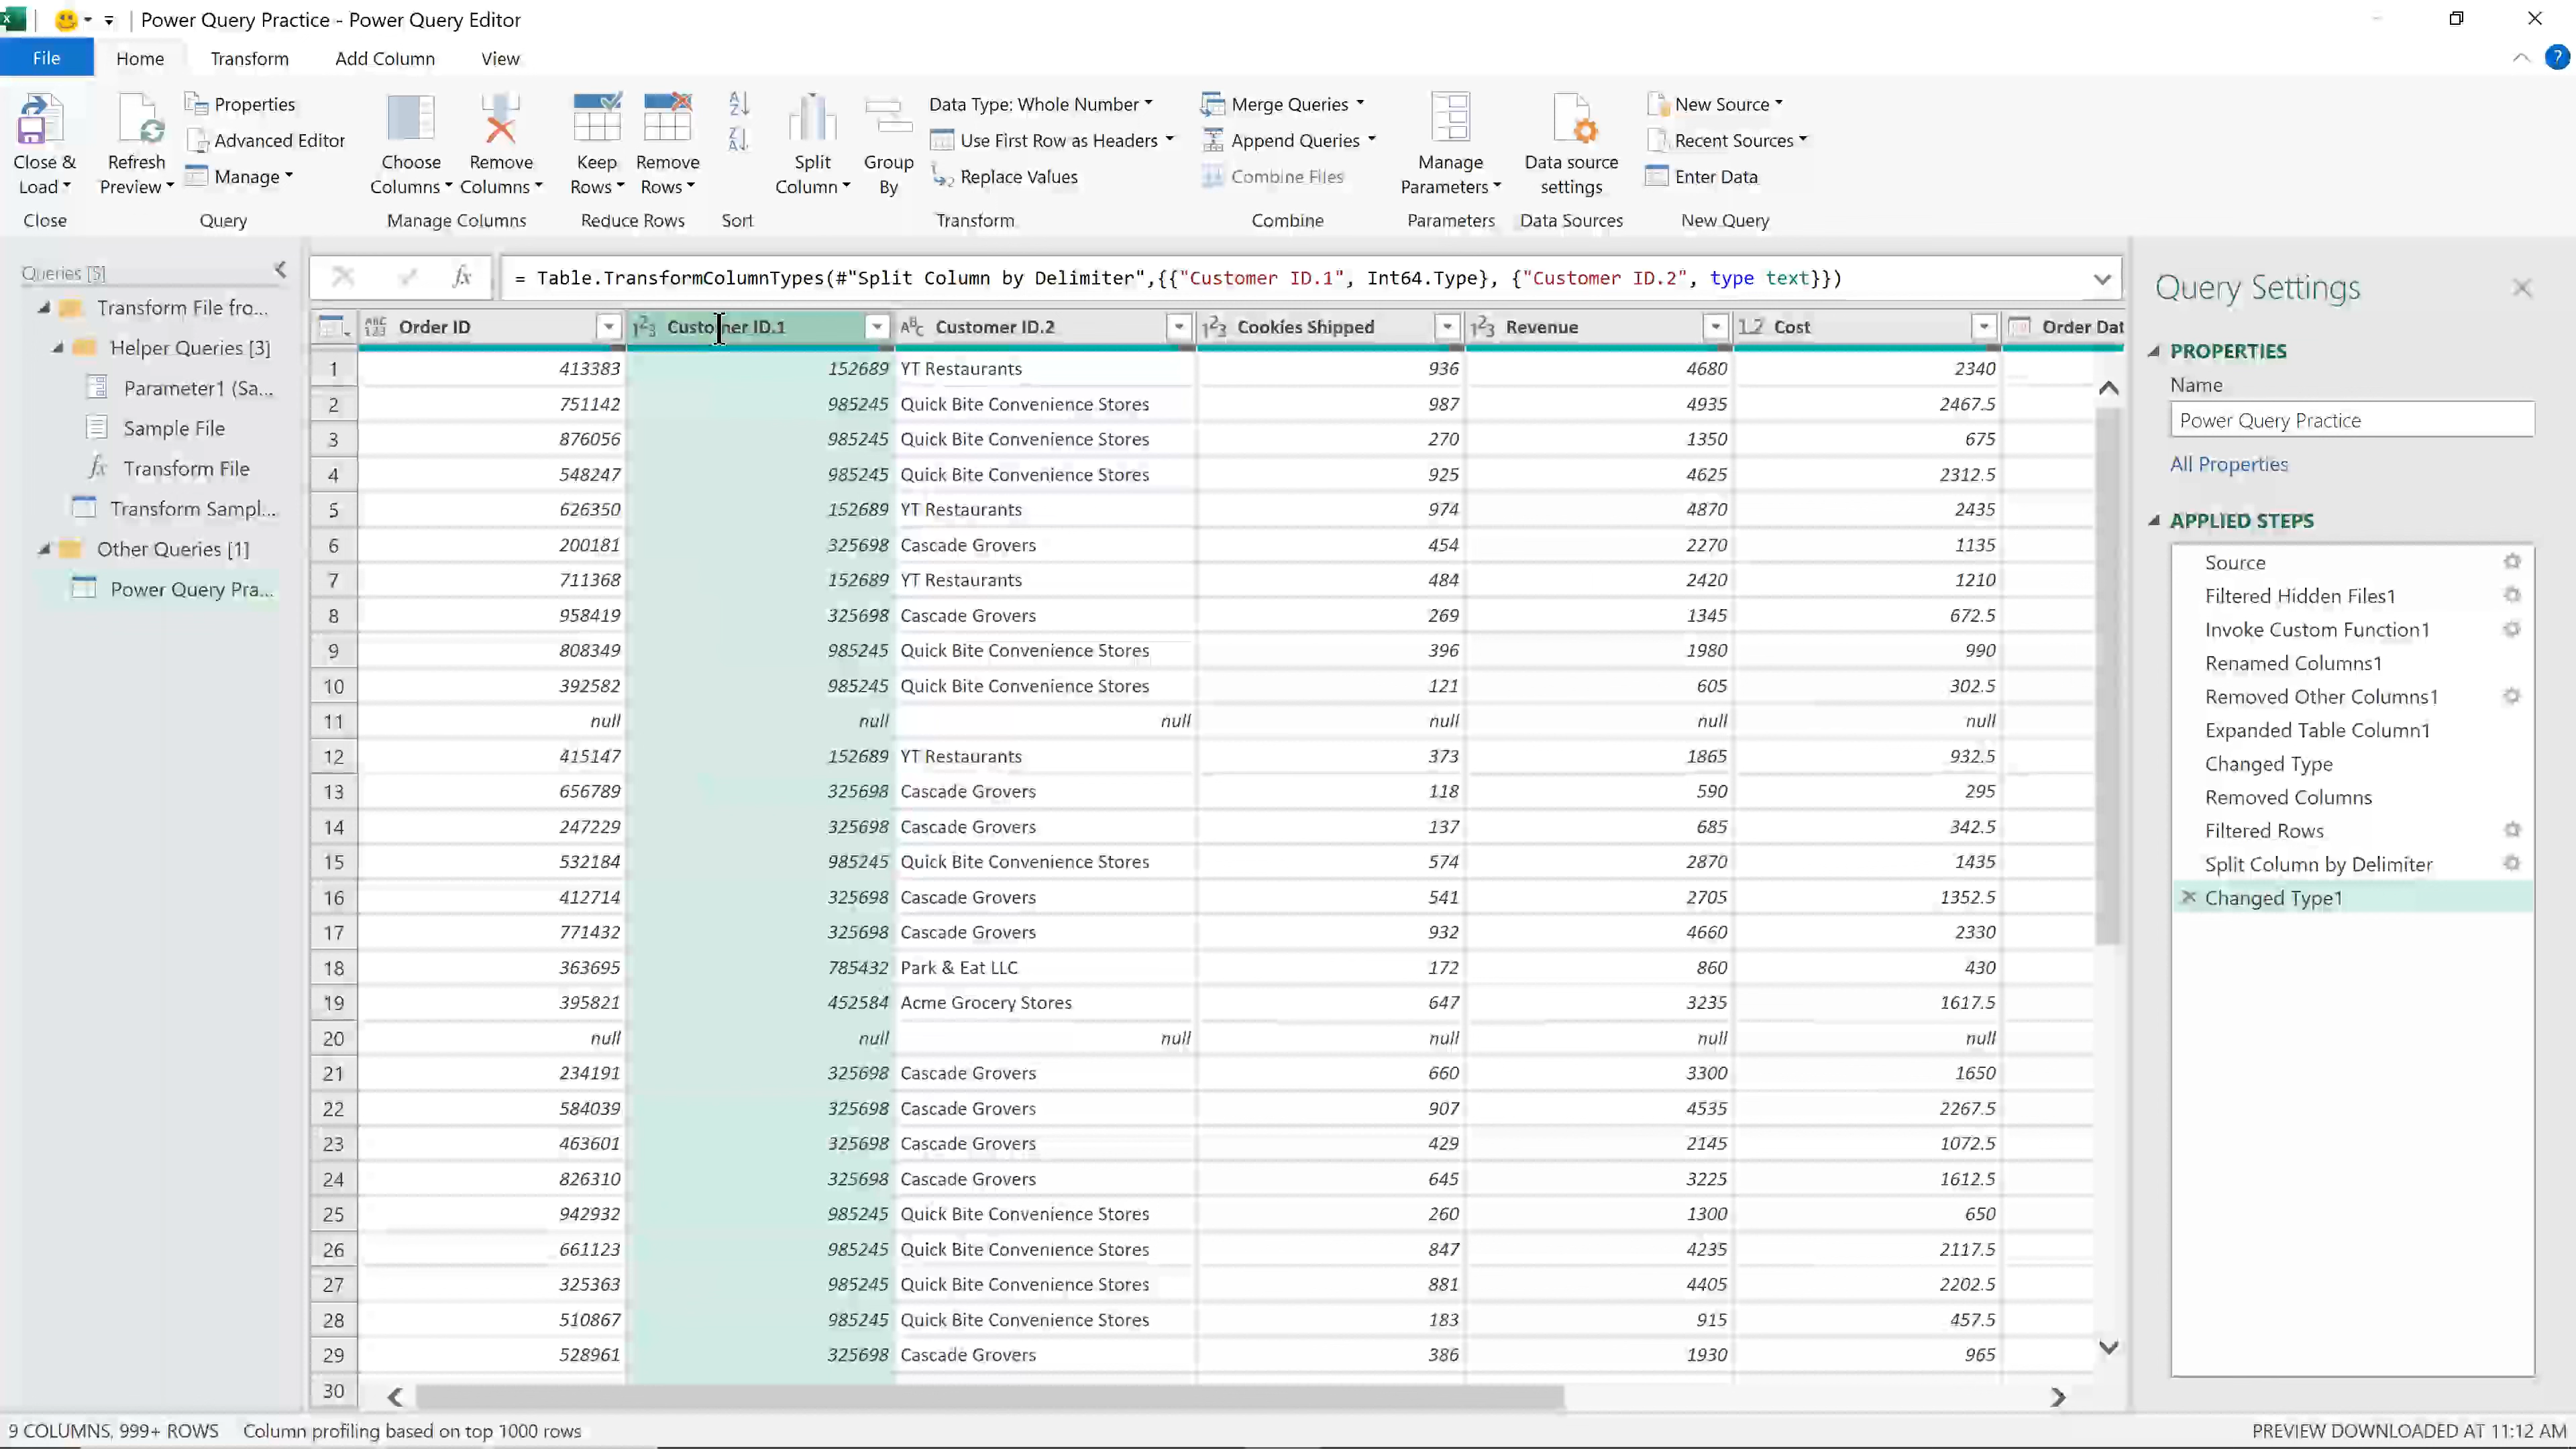 Power Query Practice - Power Query Editor
File Home Transform Add Column View
Close & Load
Refresh Preview
Properties
Advanced Editor
Manage
Choose Columns
Remove Columns
Keep Rows
Remove Rows
A Z
Z A
Split Column
Group By
Data Type: Whole Number
Use First Row as Headers
Replace Values
Merge Queries
Append Queries
Combine Files
Manage Parameters
Data source settings
New Source
Recent Sources
Enter Data
Close Query Manage Columns Reduce Rows Sort Transform Combine Parameters Data Sources New Query
Queries [5]
Transform File fro...
Helper Queries [3]
Parameter1 (Sa...
Sample File
fx Transform File
Transform Sampl...
Other Queries [1]
Power Query Pra...
fx = Table.TransformColumnTypes(#"Split Column by Delimiter",{{"Customer ID.1", Int64.Type}, {"Customer ID.2", type text}})
ABC 123 Order ID 123 Customer ID.1 ABC Customer ID.2 123 Cookies Shipped 123 Revenue 1.2 Cost Order Dat
1 413383 152689 YT Restaurants 936 4680 2340
2 751142 985245 Quick Bite Convenience Stores 987 4935 2467.5
3 876056 985245 Quick Bite Convenience Stores 270 1350 675
4 548247 985245 Quick Bite Convenience Stores 925 4625 2312.5
5 626350 152689 YT Restaurants 974 4870 2435
6 200181 325698 Cascade Grovers 454 2270 1135
7 711368 152689 YT Restaurants 484 2420 1210
8 958419 325698 Cascade Grovers 269 1345 672.5
9 808349 985245 Quick Bite Convenience Stores 396 1980 990
10 392582 985245 Quick Bite Convenience Stores 121 605 302.5
11 null null null null null null
12 415147 152689 YT Restaurants 373 1865 932.5
13 656789 325698 Cascade Grovers 118 590 295
14 247229 325698 Cascade Grovers 137 685 342.5
15 532184 985245 Quick Bite Convenience Stores 574 2870 1435
16 412714 325698 Cascade Grovers 541 2705 1352.5
17 771432 325698 Cascade Grovers 932 4660 2330
18 363695 785432 Park & Eat LLC 172 860 430
19 395821 452584 Acme Grocery Stores 647 3235 1617.5
20 null null null null null null
21 234191 325698 Cascade Grovers 660 3300 1650
22 584039 325698 Cascade Grovers 907 4535 2267.5
23 463601 325698 Cascade Grovers 429 2145 1072.5
24 826310 325698 Cascade Grovers 645 3225 1612.5
25 942932 985245 Quick Bite Convenience Stores 260 1300 650
26 661123 985245 Quick Bite Convenience Stores 847 4235 2117.5
27 325363 985245 Quick Bite Convenience Stores 881 4405 2202.5
28 510867 985245 Quick Bite Convenience Stores 183 915 457.5
29 528961 325698 Cascade Grovers 386 1930 965
30
Query Settings
PROPERTIES
Name
Power Query Practice
All Properties
APPLIED STEPS
Source
Filtered Hidden Files1
Invoke Custom Function1
Renamed Columns1
Removed Other Columns1
Expanded Table Column1
Changed Type
Removed Columns
Filtered Rows
Split Column by Delimiter
Changed Type1
9 COLUMNS, 999+ ROWS Column profiling based on top 1000 rows
PREVIEW DOWNLOADED AT 11:12 AM